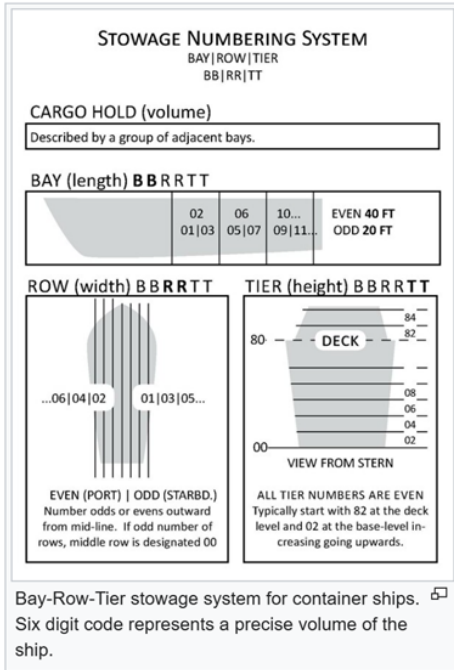 STOWAGE NUMBERING SYSTEM
BAY|ROW|TIER
BB|RR|TT
CARGO HOLD (volume)
Described by a group of adjacent bays.
BAY (length) BBRRTT
02 06 10... EVEN 40 FT
01|03 05|07 09|11... ODD 20 FT
ROW (width) BBRRTT
...06|04|02 01|03|05...
EVEN (PORT) | ODD (STARBD.)
Number odds or evens outward
from mid-line. If odd number of
rows, middle row is designated 00
TIER (height) BBRRTT
84
82
80 DECK
08
06
04
02
00
VIEW FROM STERN
ALL TIER NUMBERS ARE EVEN
Typically start with 82 at the deck
level and 02 at the base-level in-
creasing going upwards.
Bay-Row-Tier stowage system for container ships.
Six digit code represents a precise volume of the
ship.